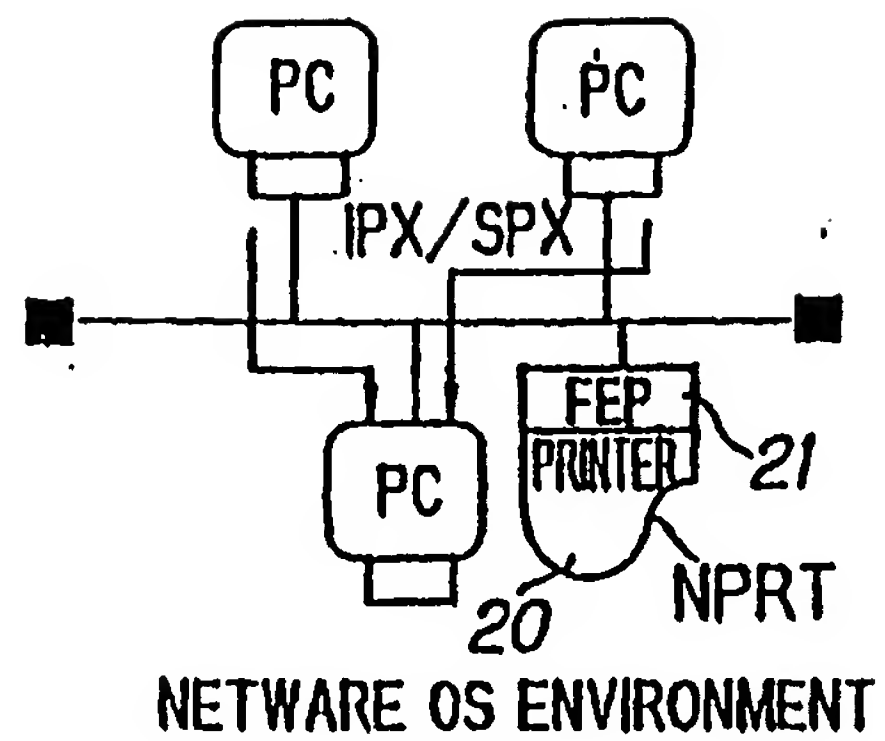 PC
PC
IPX/SPX
FEP
PRINTER
21
PC
20
NPRT
NETWARE OS ENVIRONMENT